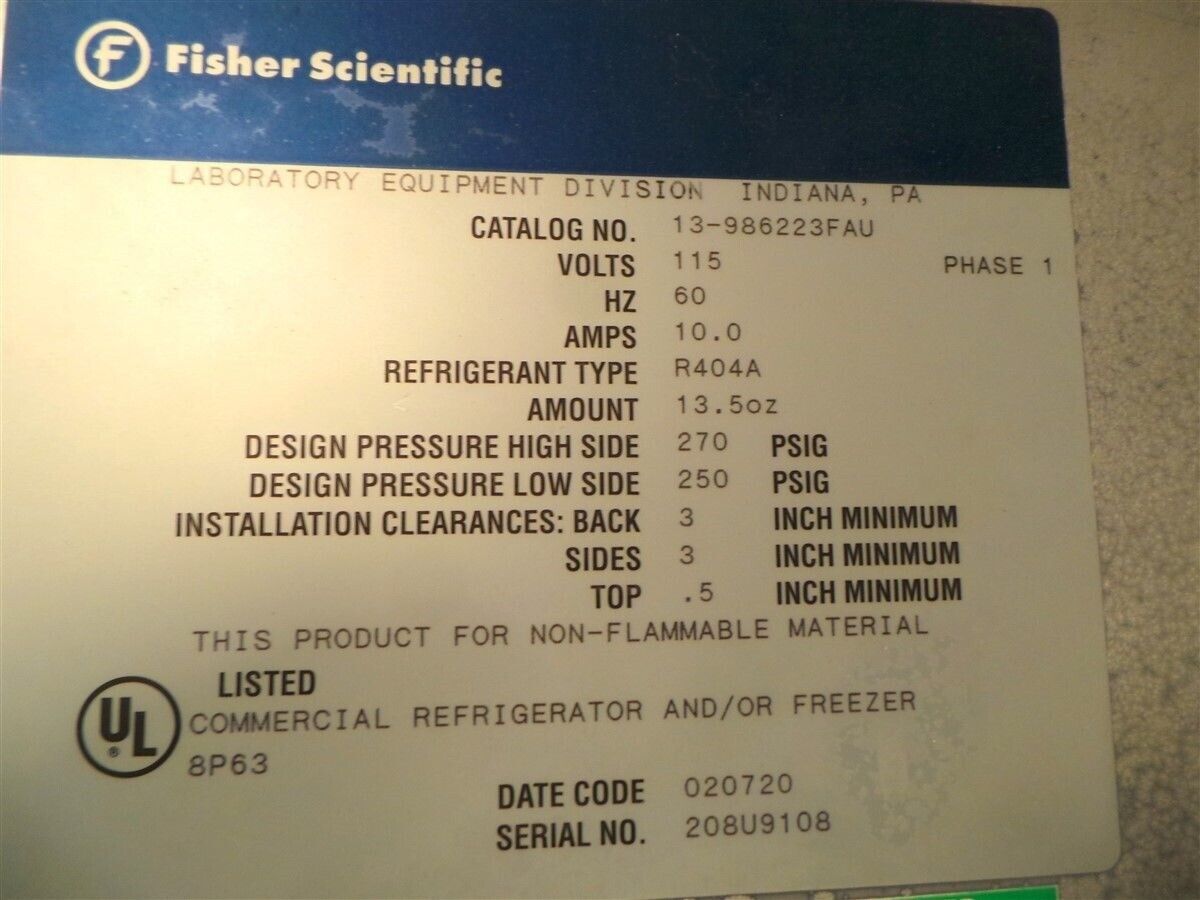 Fisher Scientific
LABORATORY EQUIPMENT DIVISION INDIANA, PA
CATALOG NO. 13-986223FAU
VOLTS 115 PHASE 1
HZ 60
AMPS 10.0
REFRIGERANT TYPE R404A
AMOUNT 13.5oz
DESIGN PRESSURE HIGH SIDE 270 PSIG
DESIGN PRESSURE LOW SIDE 250 PSIG
INSTALLATION CLEARANCES: BACK 3 INCH MINIMUM
SIDES 3 INCH MINIMUM
TOP .5 INCH MINIMUM
THIS PRODUCT FOR NON-FLAMMABLE MATERIAL
UL® LISTED
COMMERCIAL REFRIGERATOR AND/OR FREEZER
8P63
DATE CODE 020720
SERIAL NO. 208U9108